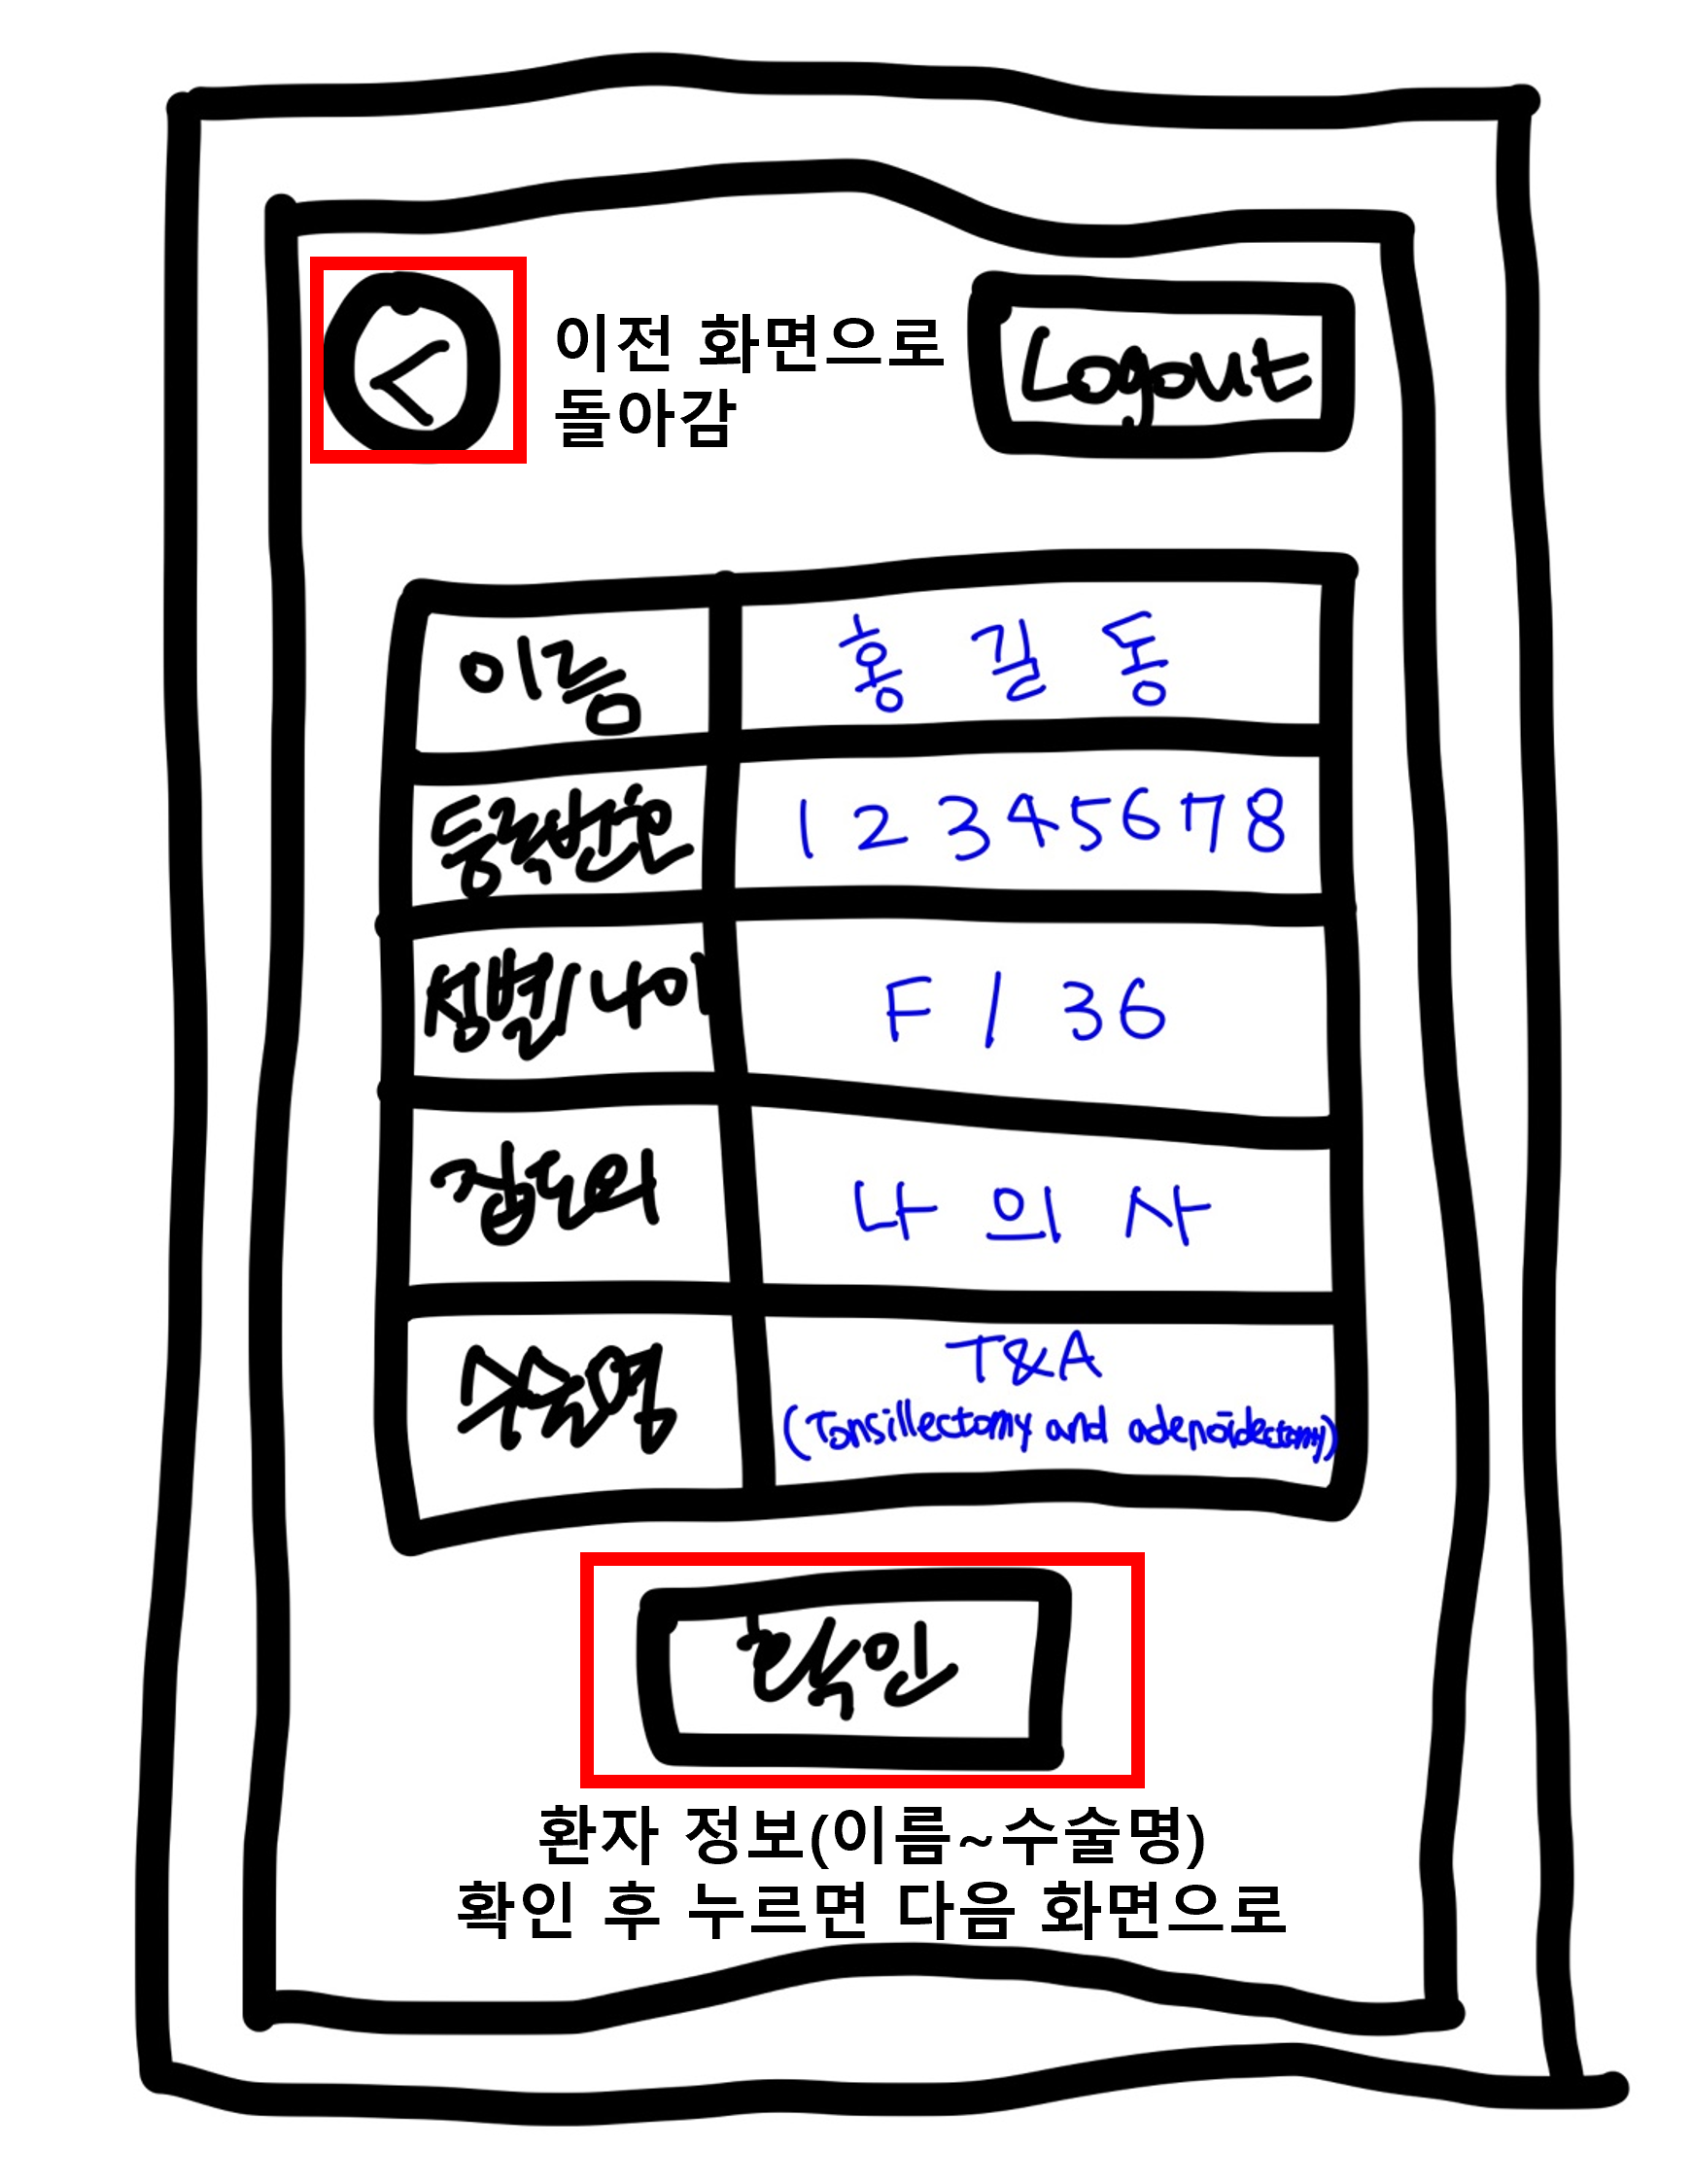 <
이전 화면으로
돌아감
Logout
이름 홍길동
등록번호 12345678
성별/나이 F / 36
집도의 나의사
수술명 T&A
(Tonsillectomy and adenoidectomy)
확인
환자 정보(이름~수술명)
확인 후 누르면 다음 화면으로